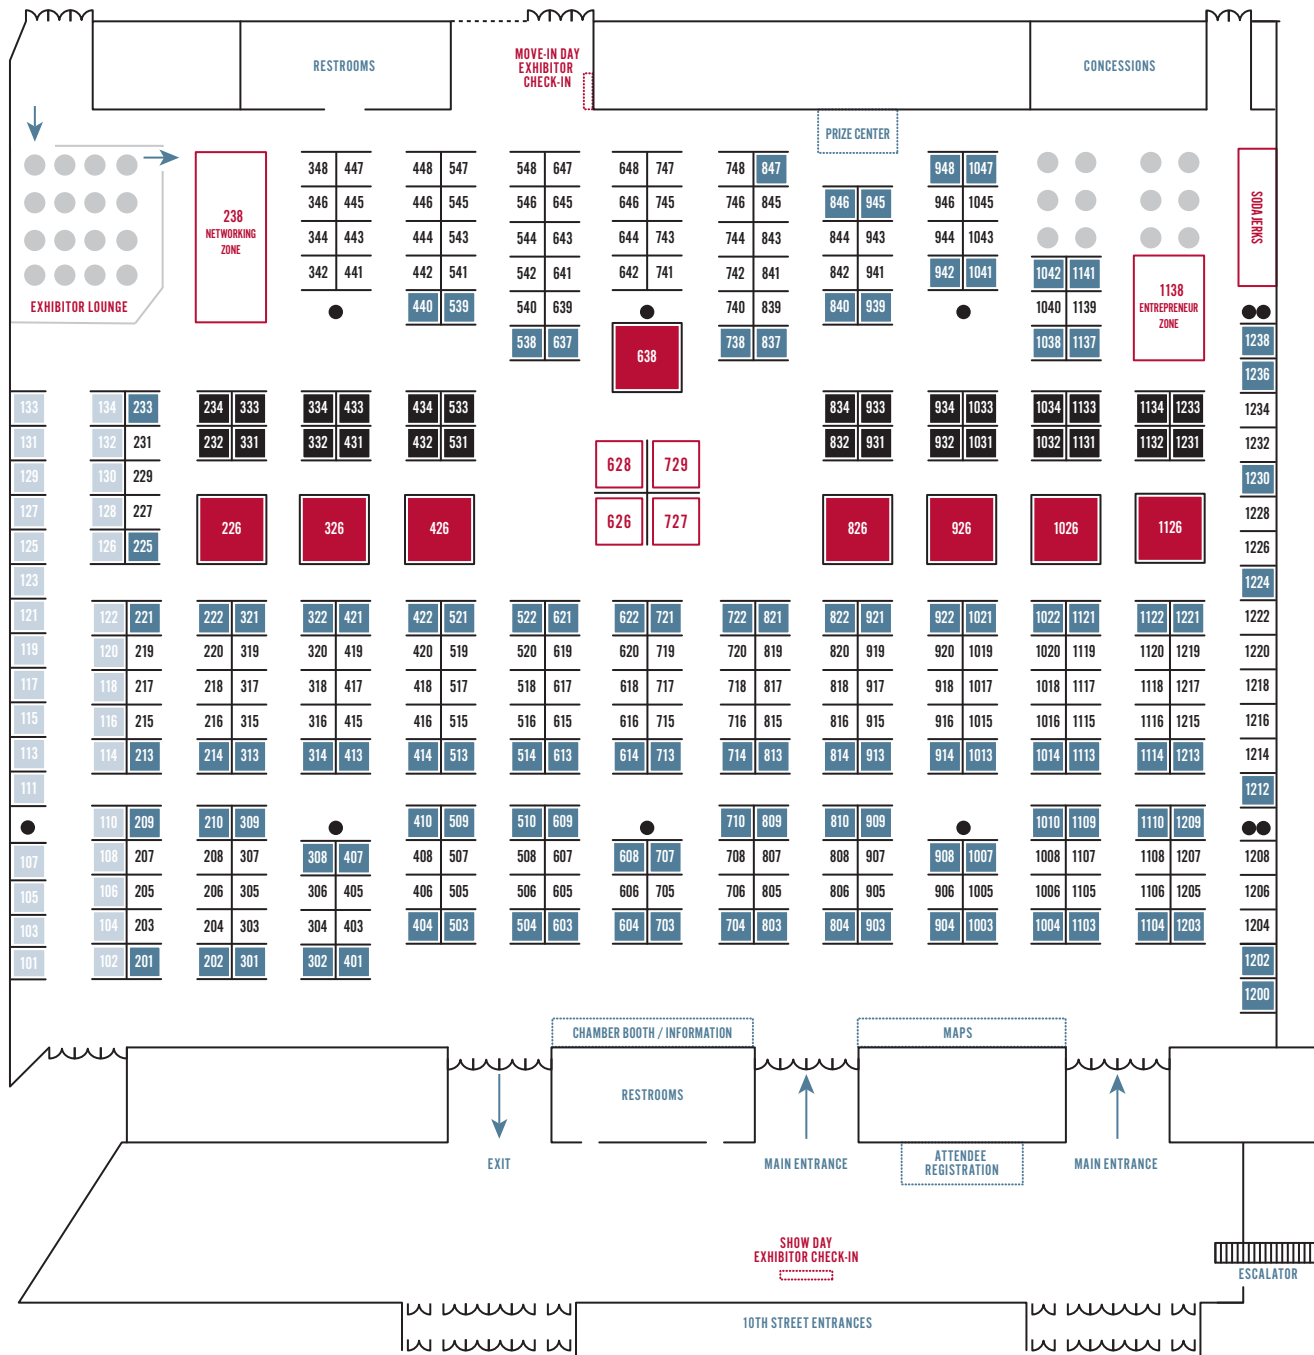 RESTROOMS
MOVE-IN DAY
EXHIBITOR
CHECK-IN
CONCESSIONS
PRIZE CENTER
348 447 448 547 548 647 648 747 748 847 948 1047
346 445 446 545 546 645 646 745 746 845 846 945 946 1045
344 443 444 543 544 643 644 743 744 843 844 943 944 1043
342 441 442 541 542 641 642 741 742 841 842 941 942 1041 1042 1141
440 539 540 639 740 839 840 939 1040 1139
538 637 738 837 1038 1137
238
NETWORKING
ZONE
EXHIBITOR LOUNGE
638
1138
ENTREPRENEUR
ZONE
SODA JERKS
1238
1236
133 134 233 234 333 334 433 434 533 834 933 934 1033 1034 1133 1134 1233 1234
131 132 231 232 331 332 431 432 531 832 931 932 1031 1032 1131 1132 1231 1232
129 130 229 628 729 1230
127 128 227 226 326 426 626 727 826 926 1026 1126 1228
125 126 225 1226
123 1224
121 122 221 222 321 322 421 422 521 522 621 622 721 722 821 822 921 922 1021 1022 1121 1122 1221 1222
119 120 219 220 319 320 419 420 519 520 619 620 719 720 819 820 919 920 1019 1020 1119 1120 1219 1220
117 118 217 218 317 318 417 418 517 518 617 618 717 718 817 818 917 918 1017 1018 1117 1118 1217 1218
115 116 215 216 315 316 415 416 515 516 615 616 715 716 815 816 915 916 1015 1016 1115 1116 1215 1216
113 114 213 214 313 314 413 414 513 514 613 614 713 714 813 814 913 914 1013 1014 1113 1114 1213 1214
111 1212
110 209 210 309 410 509 510 609 710 809 810 909 1010 1109 1110 1209
107 108 207 208 307 308 407 408 507 508 607 608 707 708 807 808 907 908 1007 1008 1107 1108 1207 1208
105 106 205 206 305 306 405 406 505 506 605 606 705 706 805 806 905 906 1005 1006 1105 1106 1205 1206
103 104 203 204 303 304 403 404 503 504 603 604 703 704 803 804 903 904 1003 1004 1103 1104 1203 1204
101 102 201 202 301 302 401 1202
1200
CHAMBER BOOTH / INFORMATION
MAPS
RESTROOMS
EXIT
MAIN ENTRANCE
ATTENDEE
REGISTRATION
MAIN ENTRANCE
SHOW DAY
EXHIBITOR CHECK-IN
ESCALATOR
10TH STREET ENTRANCES